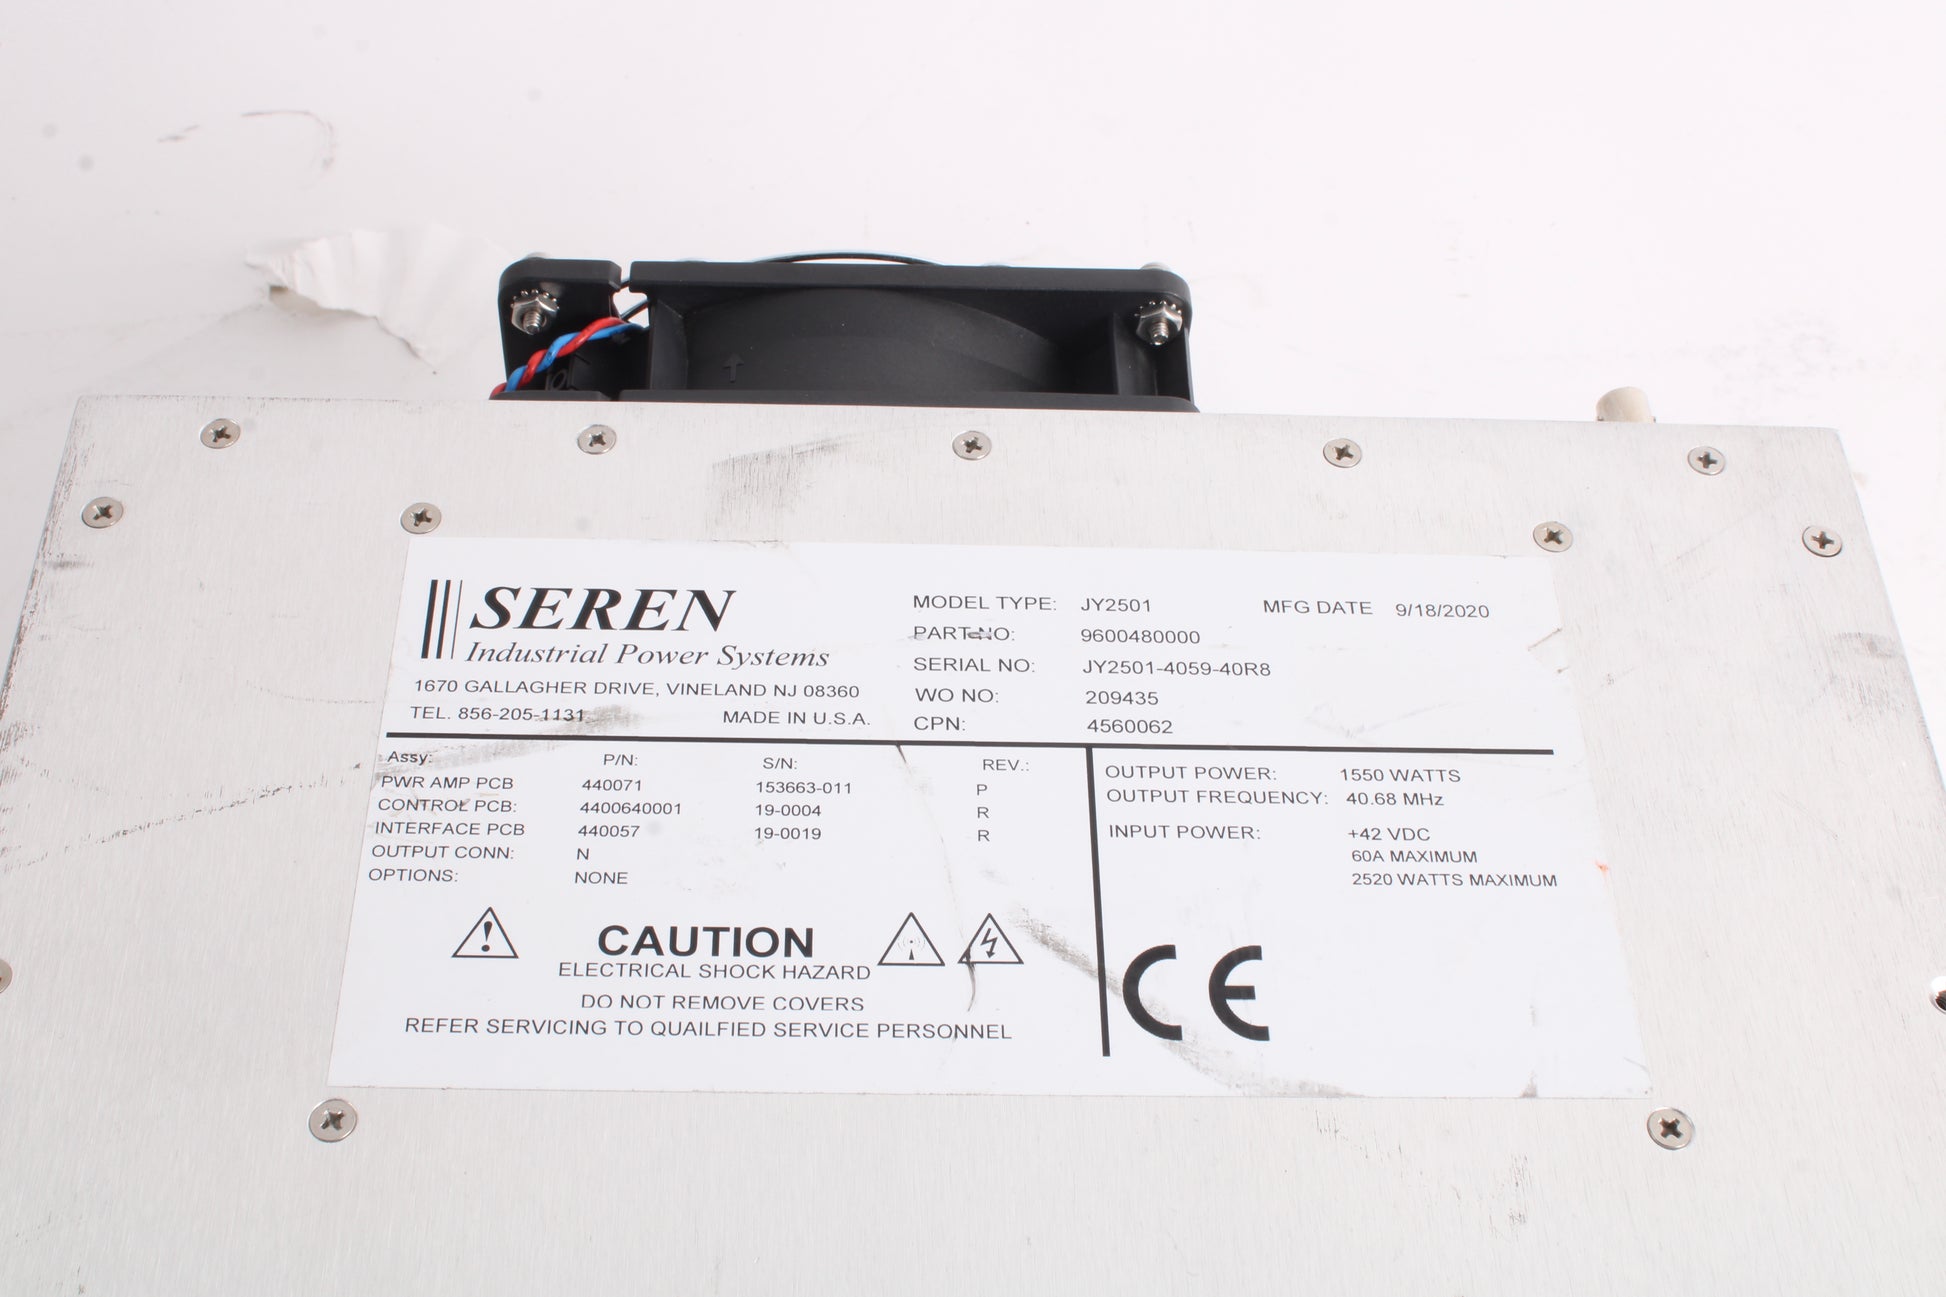 SEREN
Industrial Power Systems
1670 GALLAGHER DRIVE, VINELAND NJ 08360
TEL. 856-205-1131 MADE IN U.S.A.
MODEL TYPE: JY2501 MFG DATE 9/18/2020
PART NO: 9600480000
SERIAL NO: JY2501-4059-40R8
WO NO: 209435
CPN: 4560062
Assy: P/N: S/N: REV.:
PWR AMP PCB 440071 153663-011 P
CONTROL PCB: 4400640001 19-0004 R
INTERFACE PCB 440057 19-0019 R
OUTPUT CONN: N
OPTIONS: NONE
OUTPUT POWER: 1550 WATTS
OUTPUT FREQUENCY: 40.68 MHz
INPUT POWER: +42 VDC
60A MAXIMUM
2520 WATTS MAXIMUM
CAUTION
ELECTRICAL SHOCK HAZARD
DO NOT REMOVE COVERS
REFER SERVICING TO QUAILFIED SERVICE PERSONNEL
CE